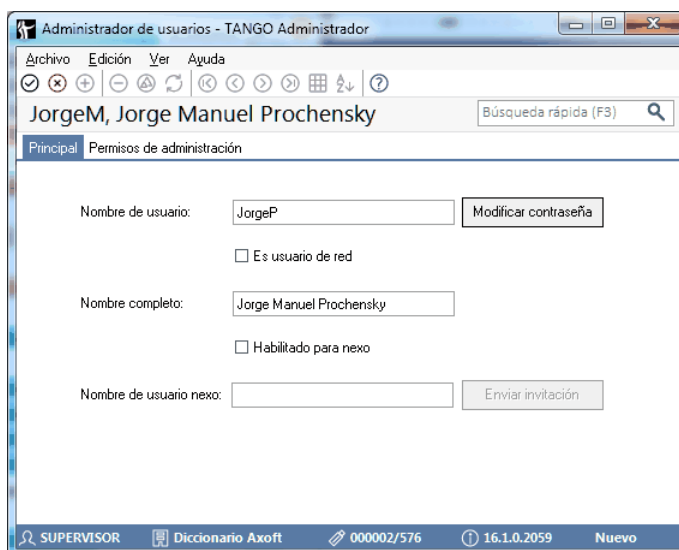 Administrador de usuarios - TANGO Administrador
Archivo Edición Ver Ayuda
JorgeM, Jorge Manuel Prochensky
Búsqueda rápida (F3)
Principal Permisos de administración
Nombre de usuario: JorgeP Modificar contraseña
Es usuario de red
Nombre completo: Jorge Manuel Prochensky
Habilitado para nexo
Nombre de usuario nexo: Enviar invitación
SUPERVISOR Diccionario Axoft 000002/576 16.1.0.2059 Nuevo